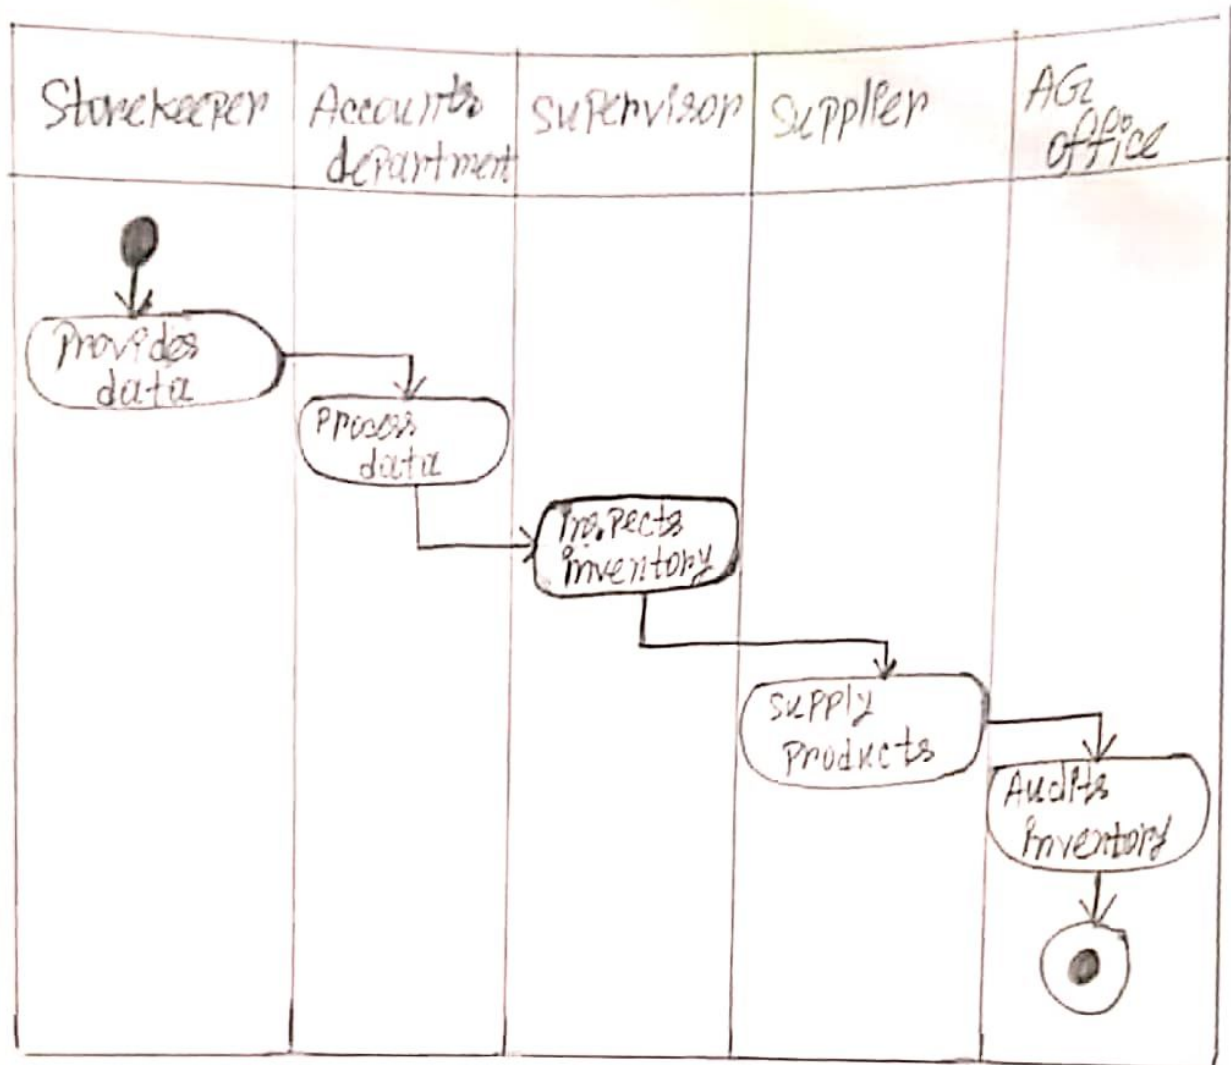 Storekeeper
Accounts
department
Supervisor
Supplier
AG
office
Provides
data
Process
data
Inspects
inventory
Supply
Products
Audits
inventory